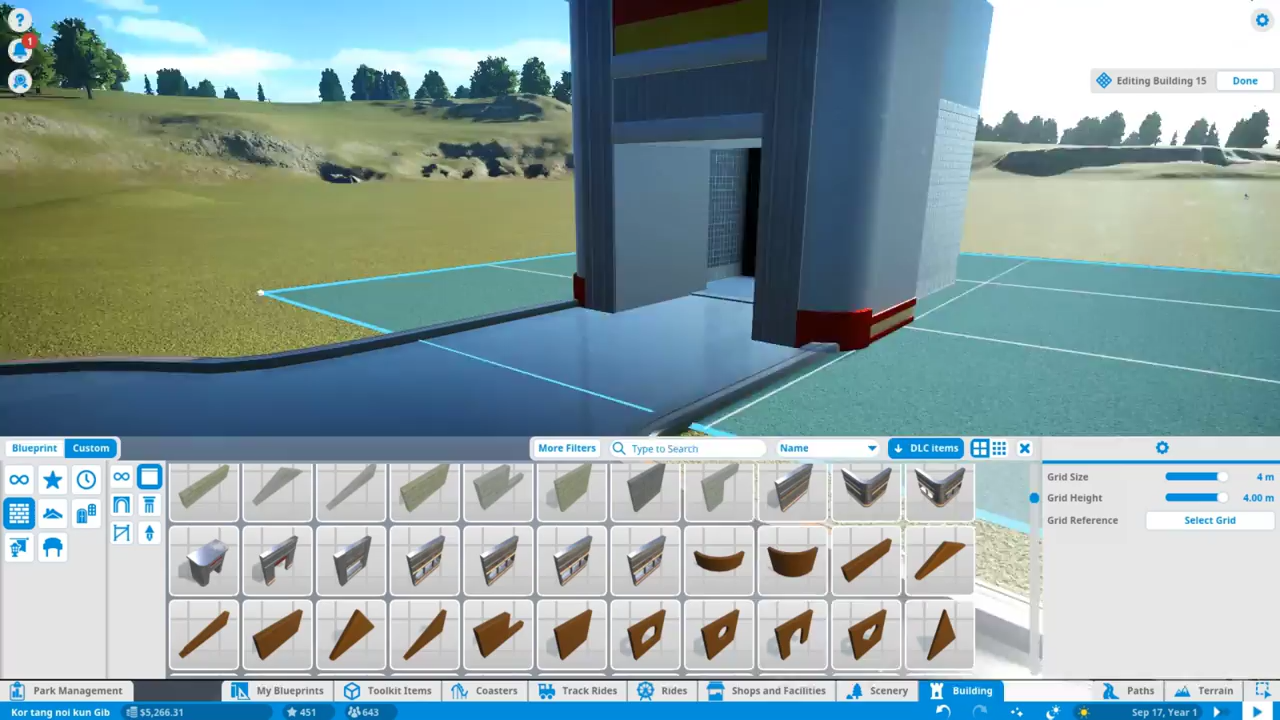 ?
1
Editing Building 15
Done
Blueprint
Custom
More Filters
Type to Search
Name
DLC items
Grid Size
4 m
Grid Height
4.00 m
Grid Reference
Select Grid
Park Management
My Blueprints
Toolkit Items
Coasters
Track Rides
Rides
Shops and Facilities
Scenery
Building
Paths
Terrain
Kor tang noi kun Gib
$5,266.31
451
643
Sep 17, Year 1